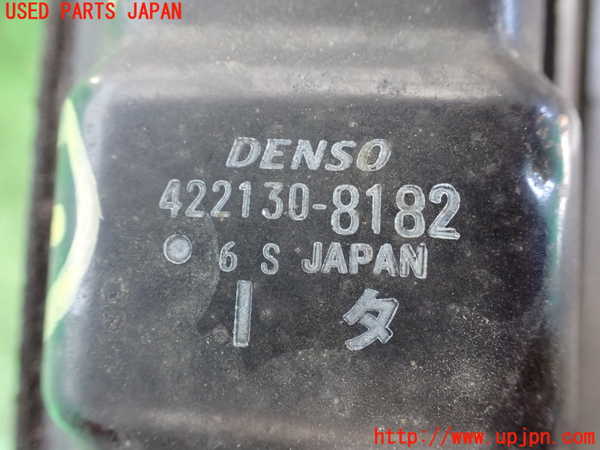 USED PARTS JAPAN
DENSO
422130-8182
6 S JAPAN
I タ
http://www.upjpn.com